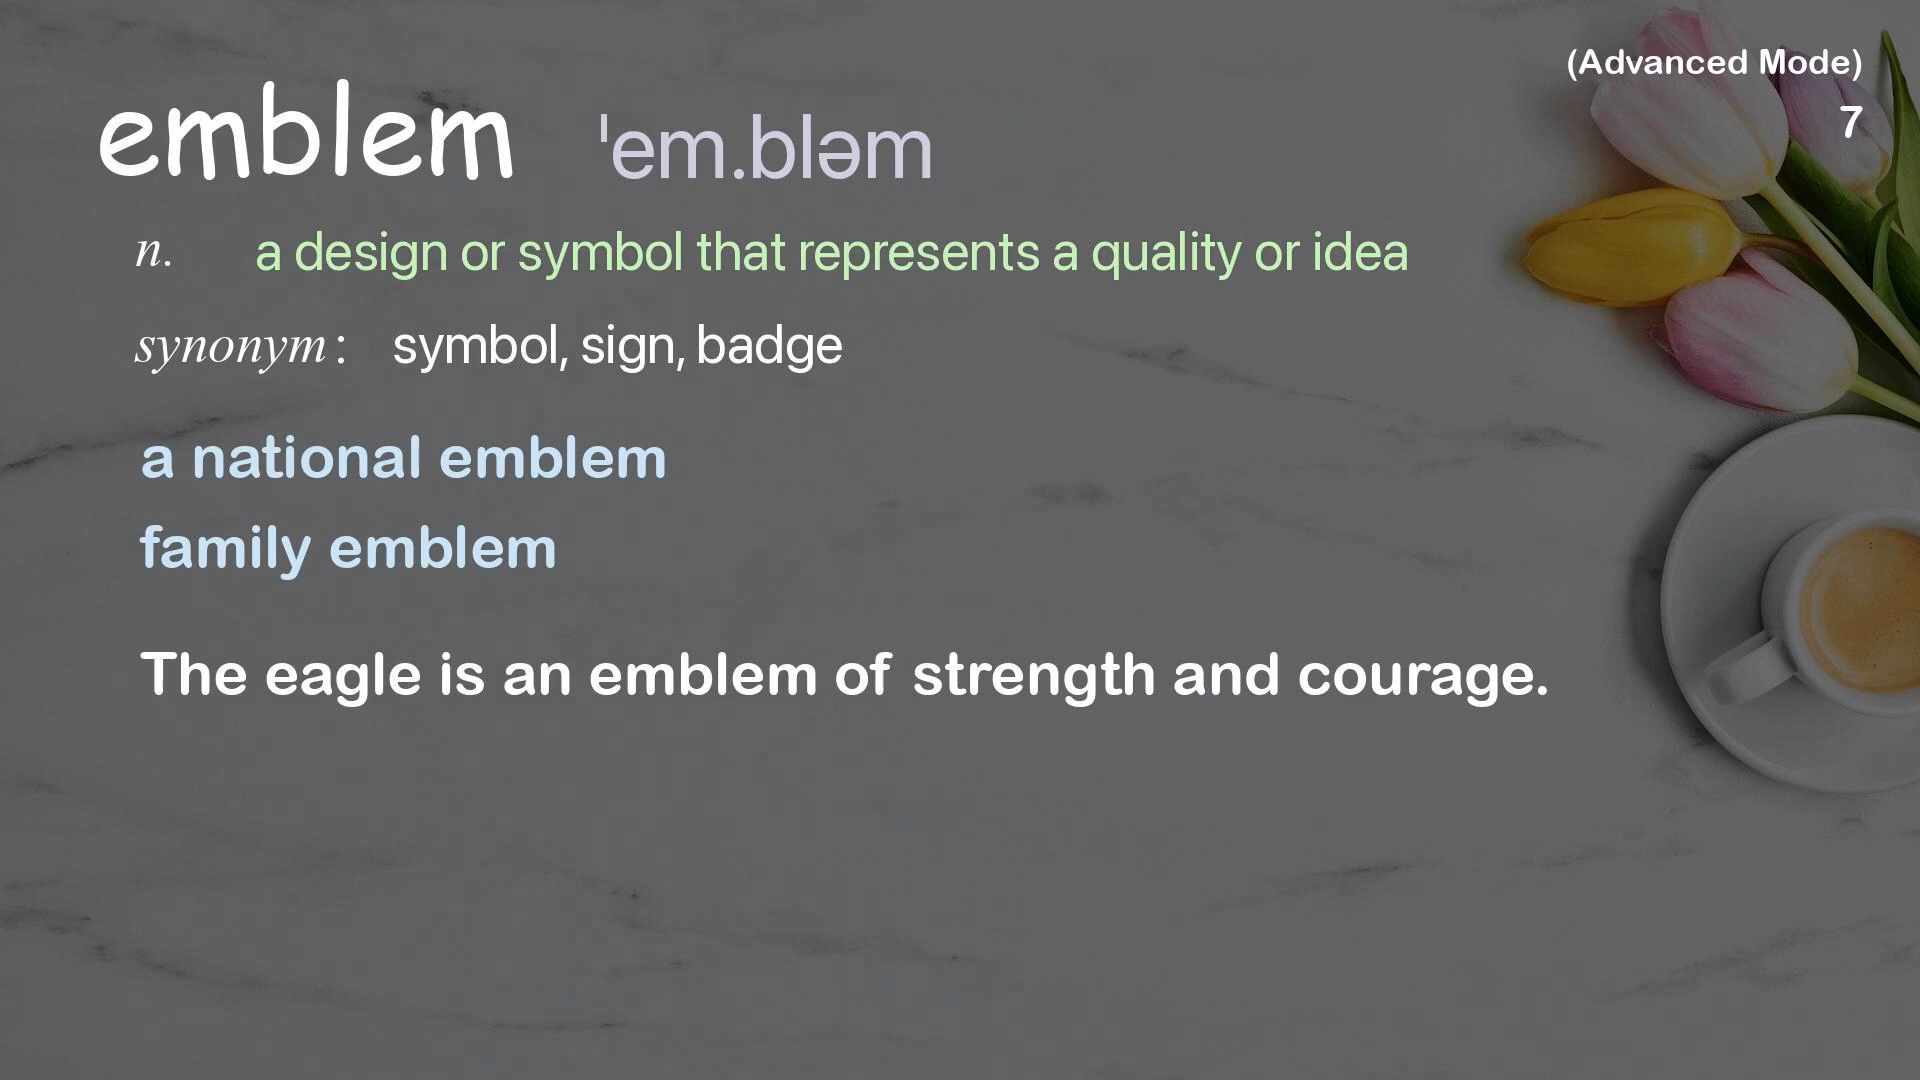 (Advanced Mode)
7
emblem ˈem.bləm
n. a design or symbol that represents a quality or idea
synonym: symbol, sign, badge
a national emblem
family emblem
The eagle is an emblem of strength and courage.